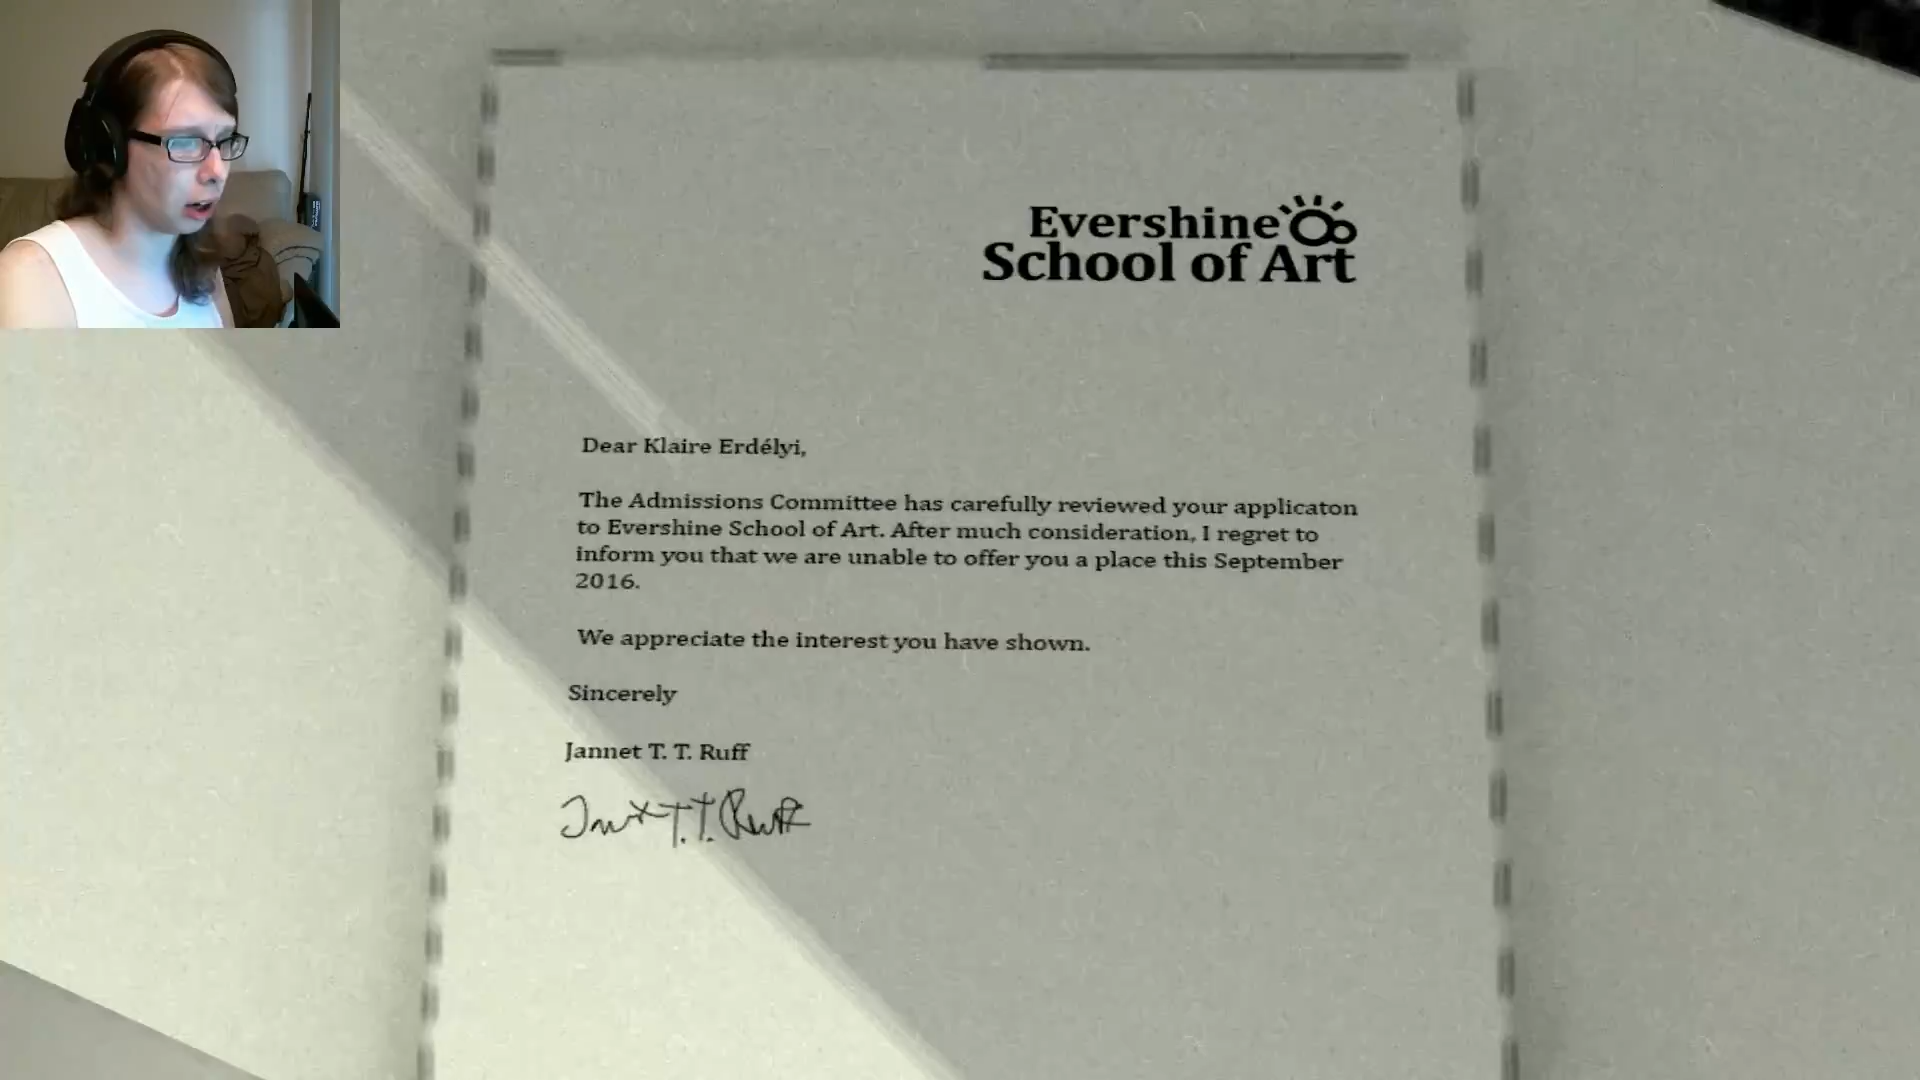 Evershine
School of Art
Dear Klaire Erdélyi,
The Admissions Committee has carefully reviewed your applicaton
to Evershine School of Art. After much consideration, I regret to
inform you that we are unable to offer you a place this September
2016.
We appreciate the interest you have shown.
Sincerely
Jannet T. T. Ruff